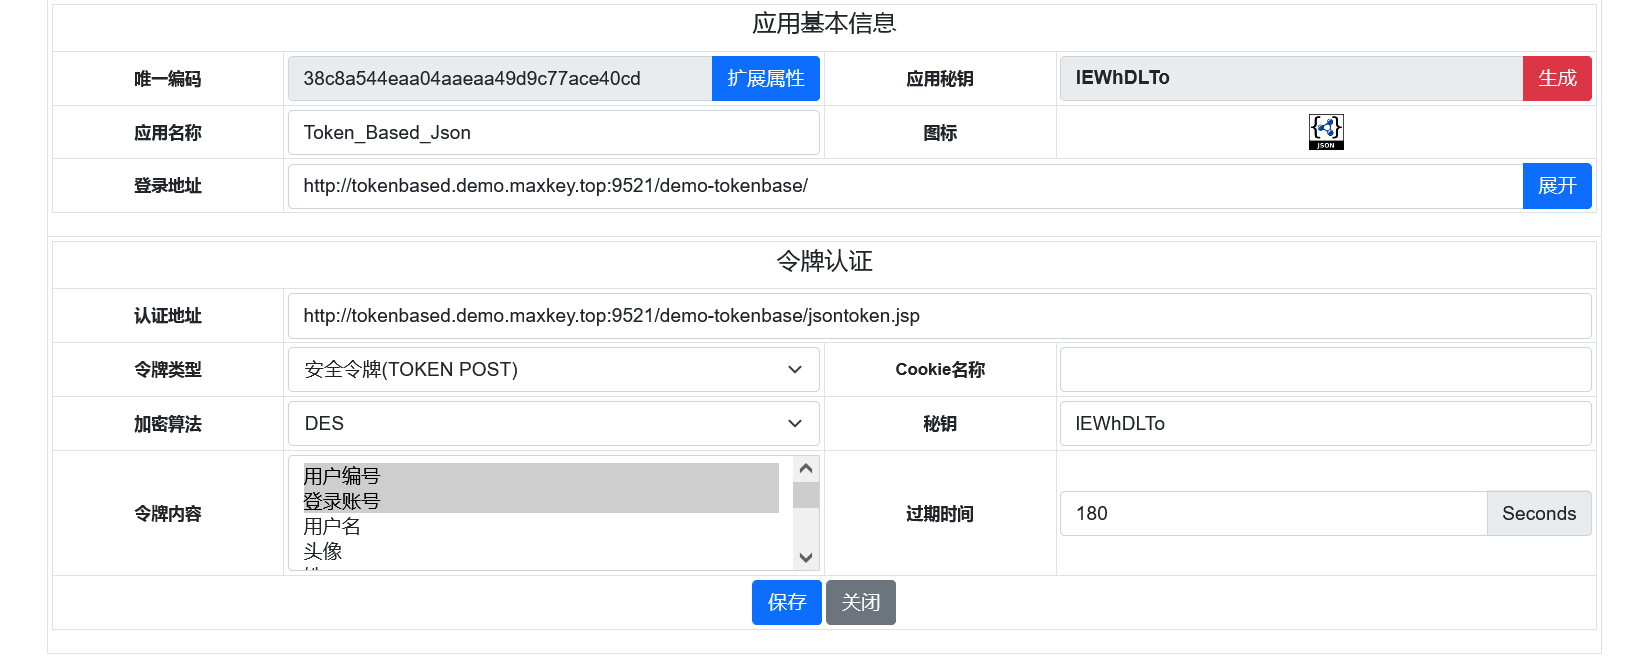 应用基本信息
唯一编码 38c8a544eaa04aaeaa49d9c77ace40cd 扩展属性 应用秘钥 lEWhDLTo 生成
应用名称 Token_Based_Json 图标 JSON
登录地址 http://tokenbased.demo.maxkey.top:9521/demo-tokenbase/ 展开
令牌认证
认证地址 http://tokenbased.demo.maxkey.top:9521/demo-tokenbase/jsontoken.jsp
令牌类型 安全令牌(TOKEN POST) Cookie名称
加密算法 DES 秘钥 lEWhDLTo
令牌内容 用户编号
登录账号
用户名
头像
过期时间 180 Seconds
保存 关闭